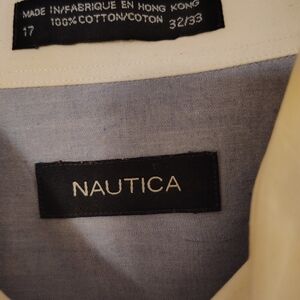 MADE IN/FABRIQUE EN HONG KONG
100% COTTON/COTON
17 32/33
NAUTICA